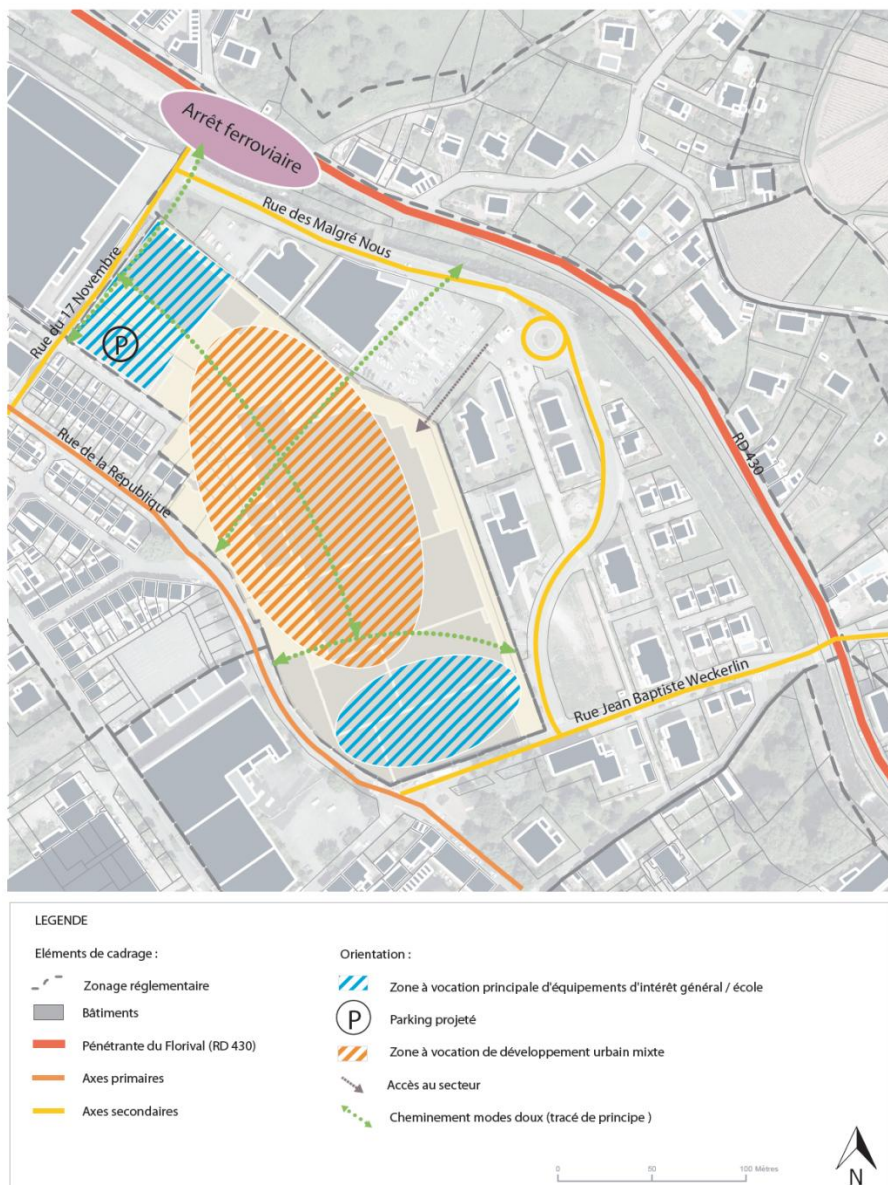 Arrêt ferroviaire
Rue des Malgré Nous
Rue du 17 Novembre
P
Rue de la République
RD 430
Rue Jean Baptiste Weckerlin
LEGENDE
Eléments de cadrage :
Zonage réglementaire
Bâtiments
Pénétrante du Florival (RD 430)
Axes primaires
Axes secondaires
Orientation :
Zone à vocation principale d'équipements d'intérêt général / école
P
Parking projeté
Zone à vocation de développement urbain mixte
Accès au secteur
Cheminement modes doux (tracé de principe )
0 50 100 Mètres
N